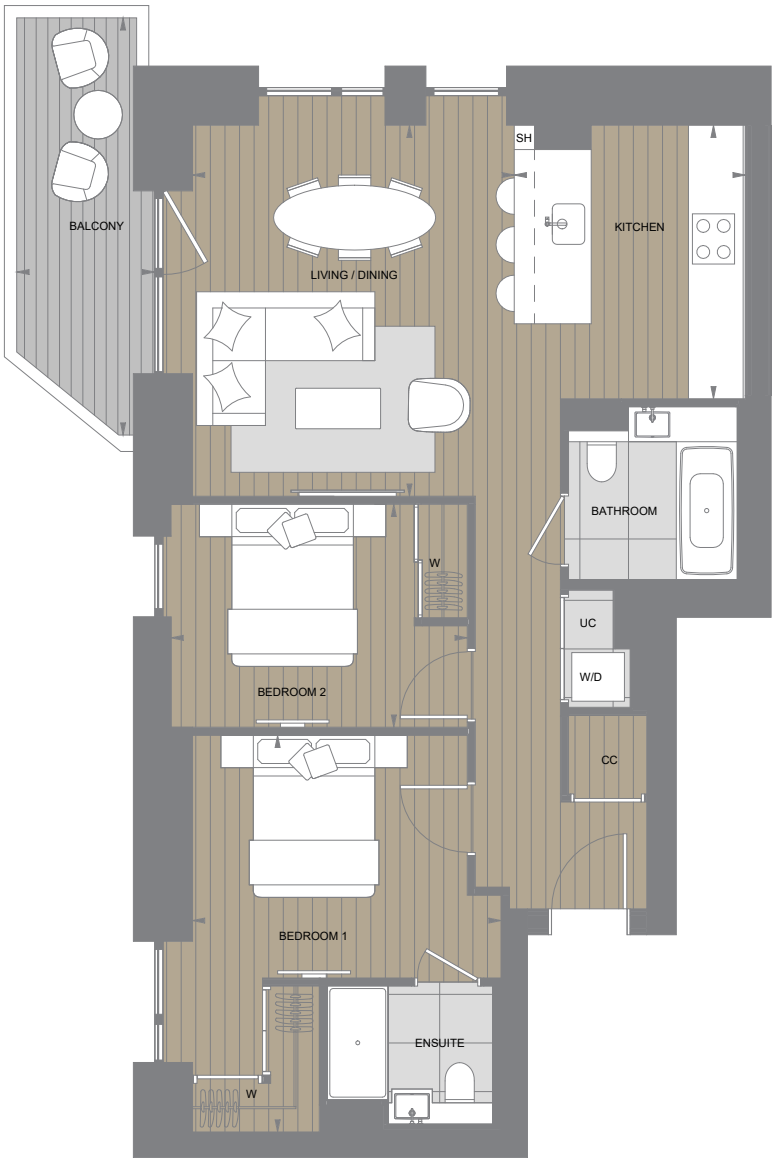 SH
BALCONY
KITCHEN
LIVING / DINING
BATHROOM
W
UC
W/D
BEDROOM 2
CC
BEDROOM 1
ENSUITE
W